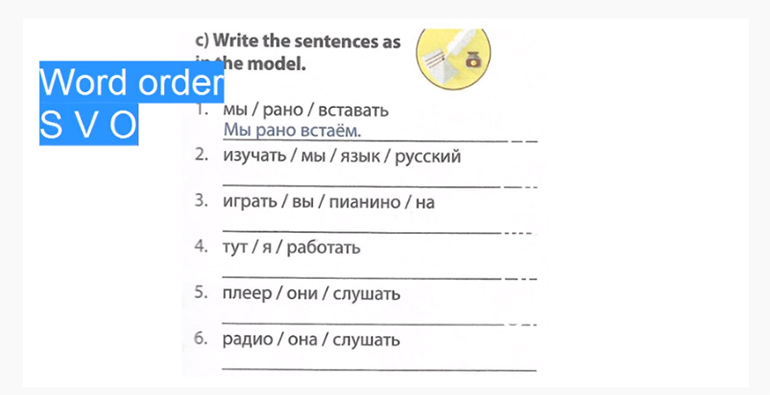 c) Write the sentences as
in the model.
Word order
S V O
1. мы / рано / вставать
Мы рано встаём.
2. изучать / мы / язык / русский
3. играть / вы / пианино / на
4. тут / я / работать
5. плеер / они / слушать
6. радио / она / слушать